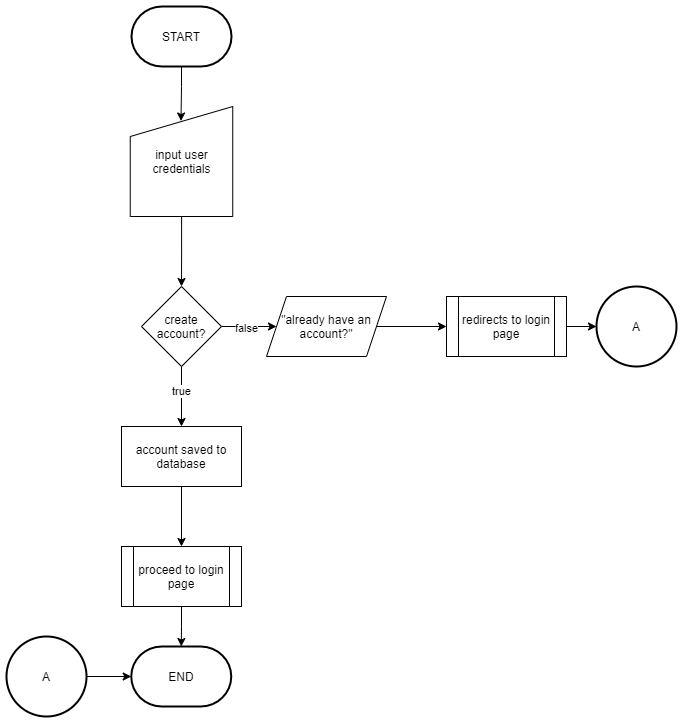 START
input user
credentials
create
account?
false
"already have an
account?"
redirects to login
page
A
true
account saved to
database
proceed to login
page
A
END